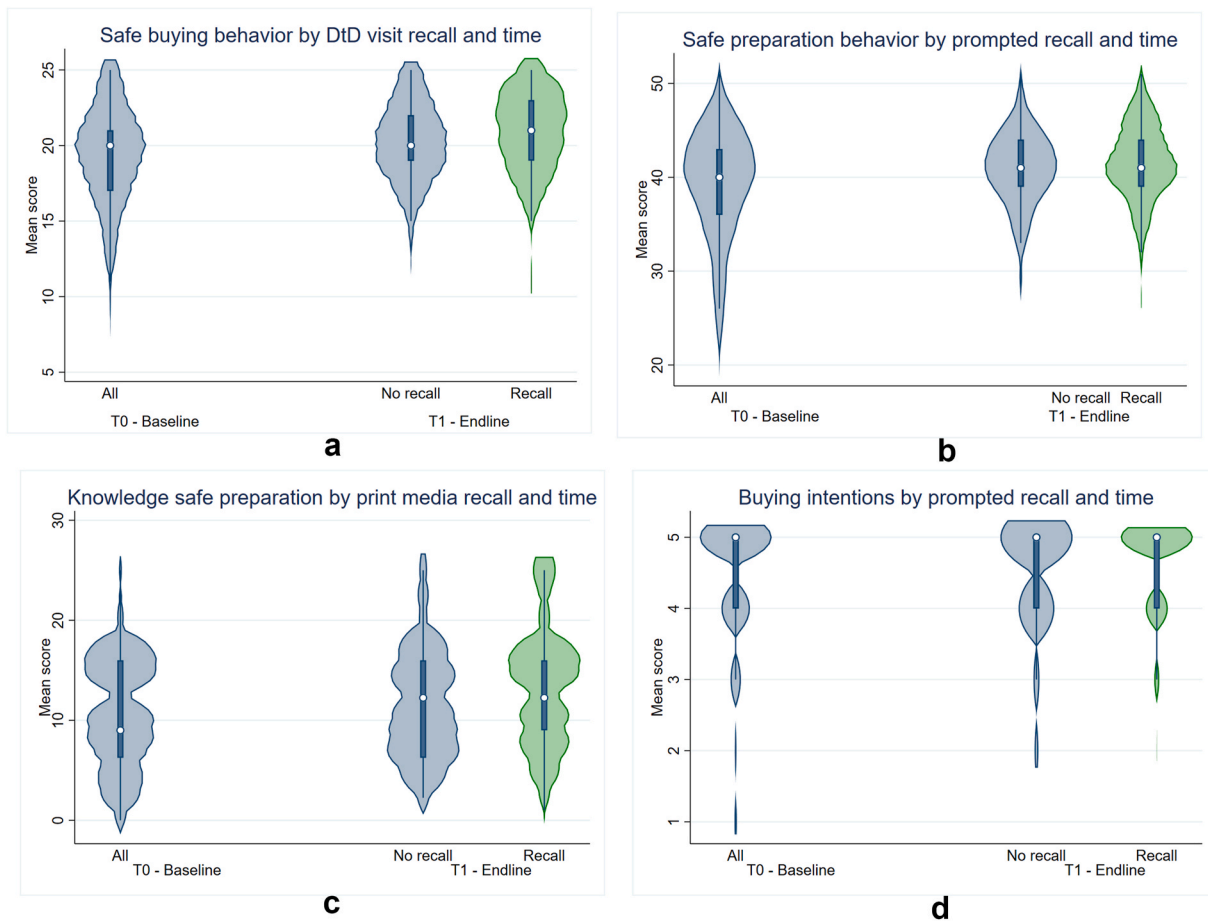 Safe buying behavior by DtD visit recall and time
Mean score
25
20
15
10
5
All
No recall
Recall
T0 - Baseline
T1 - Endline
a
Safe preparation behavior by prompted recall and time
Mean score
50
40
30
20
All
No recall
Recall
T0 - Baseline
T1 - Endline
b
Knowledge safe preparation by print media recall and time
Mean score
30
20
10
0
All
No recall
Recall
T0 - Baseline
T1 - Endline
c
Buying intentions by prompted recall and time
Mean score
5
4
3
2
1
All
No recall
Recall
T0 - Baseline
T1 - Endline
d